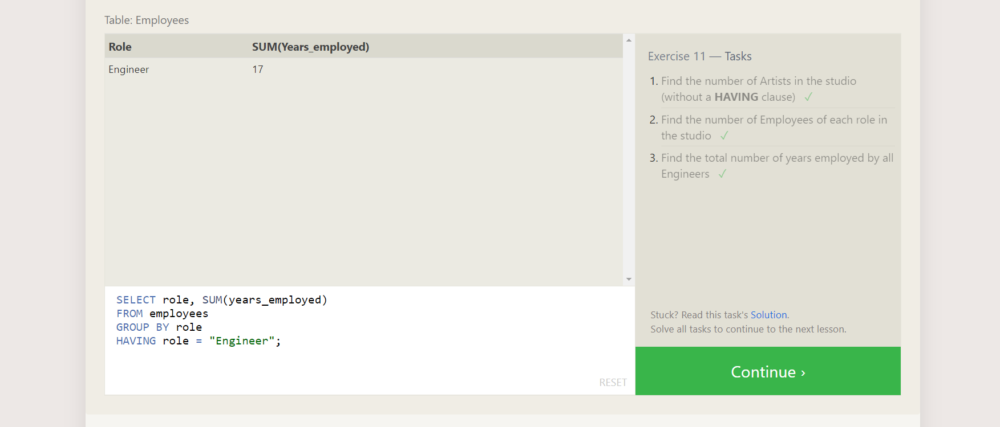 Table: Employees
Role SUM(Years_employed)
Engineer 17
SELECT role, SUM(years_employed)
FROM employees
GROUP BY role
HAVING role = "Engineer";
RESET
Exercise 11 — Tasks
1. Find the number of Artists in the studio
(without a HAVING clause) ✓
2. Find the number of Employees of each role in
the studio ✓
3. Find the total number of years employed by all
Engineers ✓
Stuck? Read this task's Solution.
Solve all tasks to continue to the next lesson.
Continue ›